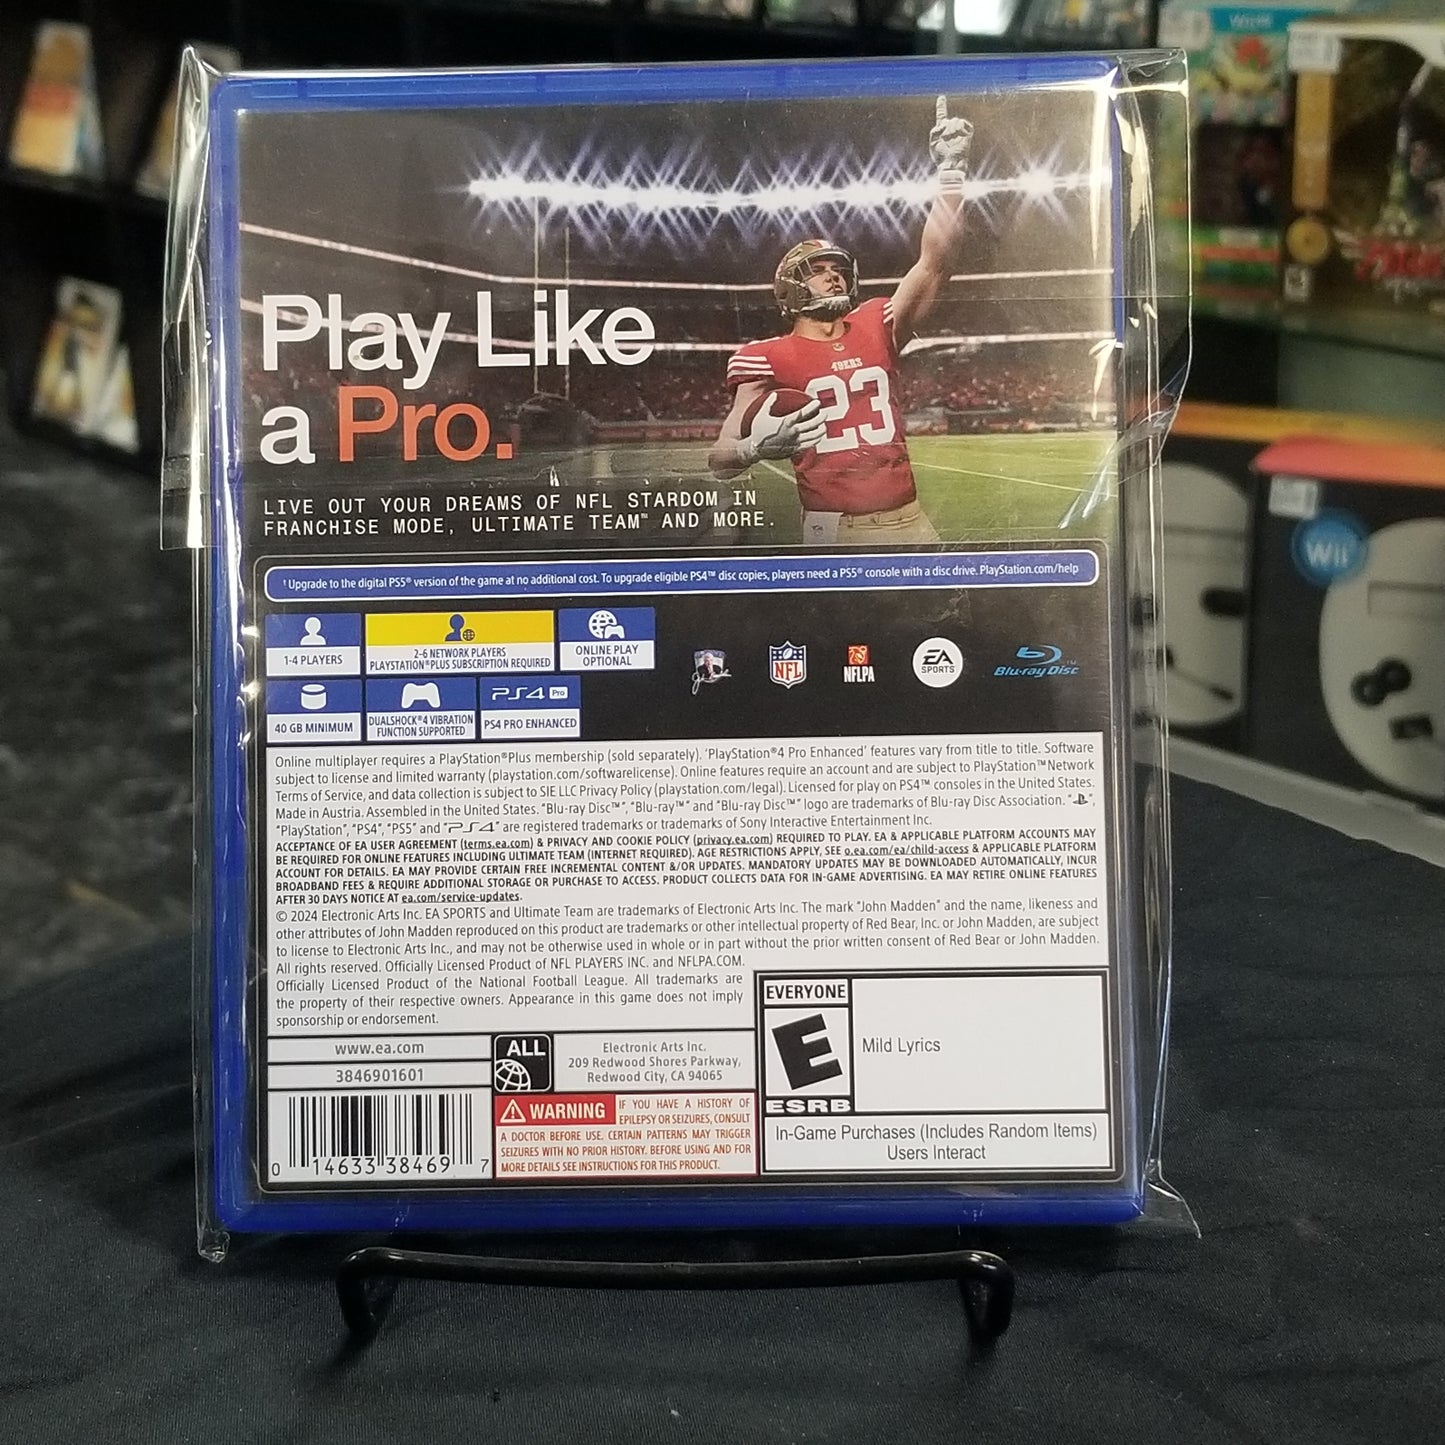 Play Like
a Pro.
LIVE OUT YOUR DREAMS OF NFL STARDOM IN
FRANCHISE MODE, ULTIMATE TEAM™ AND MORE.
49ERS
23
† Upgrade to the digital PS5® version of the game at no additional cost. To upgrade eligible PS4™ disc copies, players need a PS5® console with a disc drive. PlayStation.com/help
1-4 PLAYERS
2-6 NETWORK PLAYERS
PLAYSTATION®PLUS SUBSCRIPTION REQUIRED
ONLINE PLAY
OPTIONAL
40 GB MINIMUM
DUALSHOCK®4 VIBRATION
FUNCTION SUPPORTED
PS4 Pro
PS4 PRO ENHANCED
NFL
NFLPA
EA
SPORTS
Blu-ray Disc™
Online multiplayer requires a PlayStation®Plus membership (sold separately). 'PlayStation®4 Pro Enhanced' features vary from title to title. Software
subject to license and limited warranty (playstation.com/softwarelicense). Online features require an account and are subject to PlayStation™Network
Terms of Service, and data collection is subject to SIE LLC Privacy Policy (playstation.com/legal). Licensed for play on PS4™ consoles in the United States.
Made in Austria. Assembled in the United States. "Blu-ray Disc™", "Blu-ray™" and "Blu-ray Disc™" logo are trademarks of Blu-ray Disc Association. "",
"PlayStation", "PS4", "PS5" and "PS4" are registered trademarks or trademarks of Sony Interactive Entertainment Inc.
ACCEPTANCE OF EA USER AGREEMENT (terms.ea.com) & PRIVACY AND COOKIE POLICY (privacy.ea.com) REQUIRED TO PLAY. EA & APPLICABLE PLATFORM ACCOUNTS MAY
BE REQUIRED FOR ONLINE FEATURES INCLUDING ULTIMATE TEAM (INTERNET REQUIRED). AGE RESTRICTIONS APPLY, SEE o.ea.com/ea/child-access & APPLICABLE PLATFORM
ACCOUNT FOR DETAILS. EA MAY PROVIDE CERTAIN FREE INCREMENTAL CONTENT &/OR UPDATES. MANDATORY UPDATES MAY BE DOWNLOADED AUTOMATICALLY, INCUR
BROADBAND FEES & REQUIRE ADDITIONAL STORAGE OR PURCHASE TO ACCESS. PRODUCT COLLECTS DATA FOR IN-GAME ADVERTISING. EA MAY RETIRE ONLINE FEATURES
AFTER 30 DAYS NOTICE AT ea.com/service-updates.
© 2024 Electronic Arts Inc. EA SPORTS and Ultimate Team are trademarks of Electronic Arts Inc. The mark "John Madden" and the name, likeness and
other attributes of John Madden reproduced on this product are trademarks or other intellectual property of Red Bear, Inc. or John Madden, are subject
to license to Electronic Arts Inc., and may not be otherwise used in whole or in part without the prior written consent of Red Bear or John Madden.
All rights reserved. Officially Licensed Product of NFL PLAYERS INC. and NFLPA.COM.
Officially Licensed Product of the National Football League. All trademarks are
the property of their respective owners. Appearance in this game does not imply
sponsorship or endorsement.
www.ea.com
3846901601
ALL
Electronic Arts Inc.
209 Redwood Shores Parkway,
Redwood City, CA 94065
0 14633 38469 7
WARNING IF YOU HAVE A HISTORY OF
EPILEPSY OR SEIZURES, CONSULT
A DOCTOR BEFORE USE. CERTAIN PATTERNS MAY TRIGGER
SEIZURES WITH NO PRIOR HISTORY. BEFORE USING AND FOR
MORE DETAILS SEE INSTRUCTIONS FOR THIS PRODUCT.
EVERYONE
E
ESRB
Mild Lyrics
In-Game Purchases (Includes Random Items)
Users Interact
WiiU
Wii